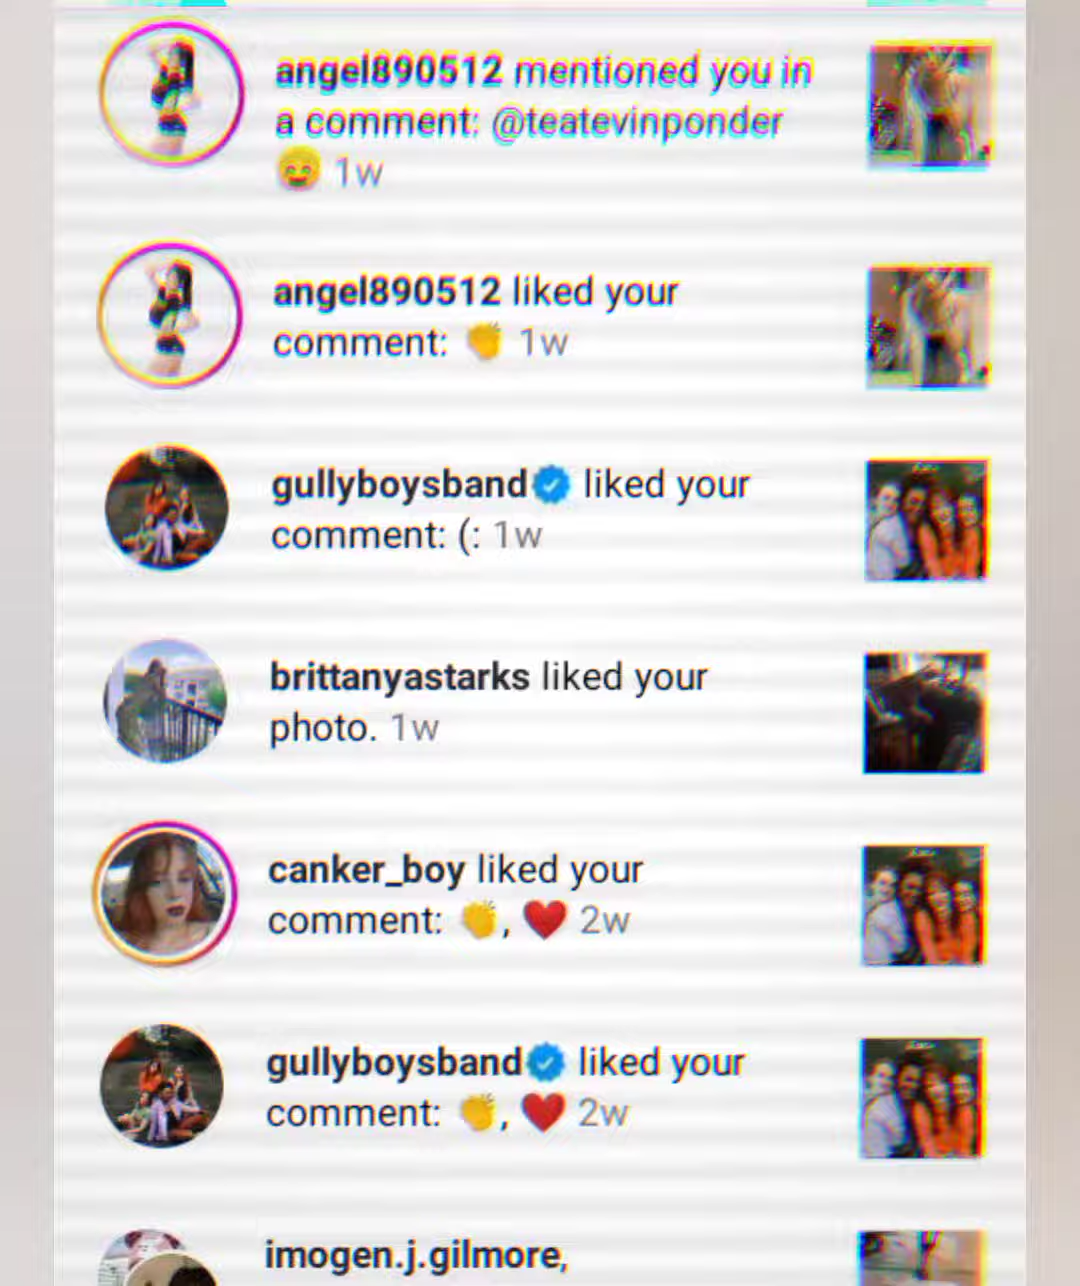 angel890512 mentioned you in
a comment: @teatevinponder
😄 1w
angel890512 liked your
comment: 👏 1w
gullyboysband liked your
comment: (: 1w
brittanyastarks liked your
photo. 1w
canker_boy liked your
comment: 👏, ❤️ 2w
gullyboysband liked your
comment: 👏, ❤️ 2w
imogen.j.gilmore,